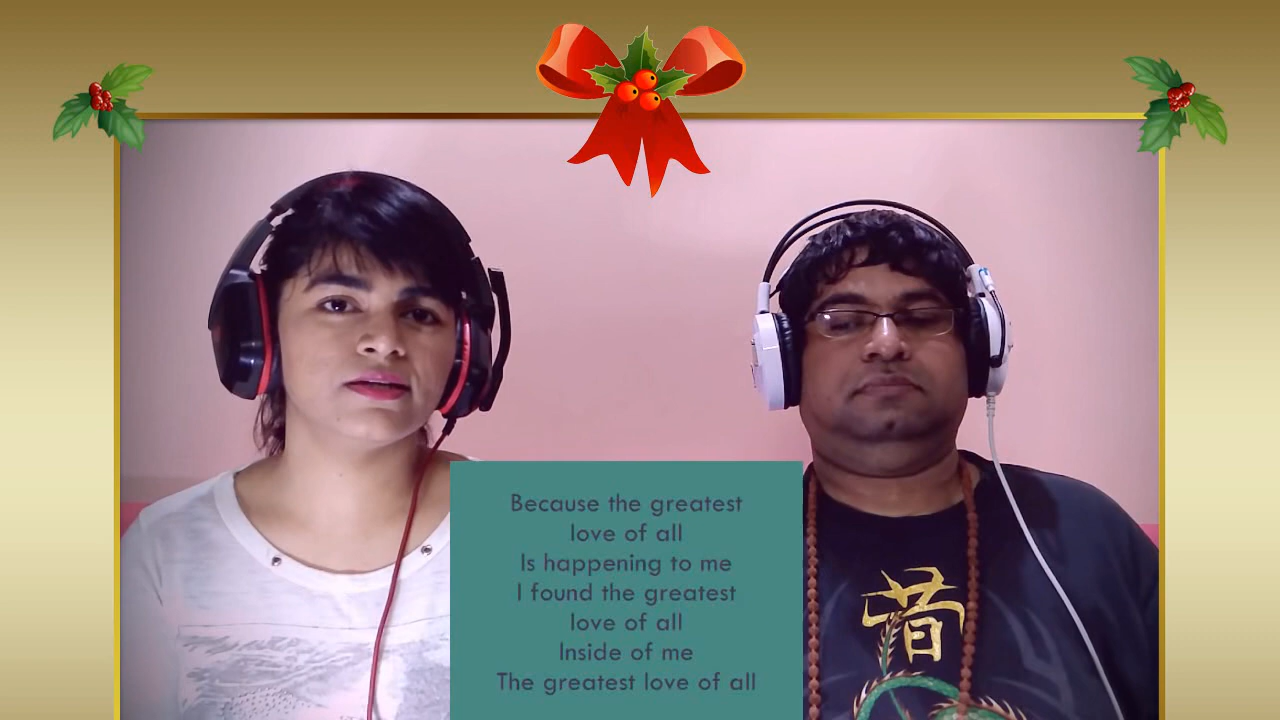 Because the greatest
love of all
Is happening to me
I found the greatest
love of all
Inside of me
The greatest love of all
昔